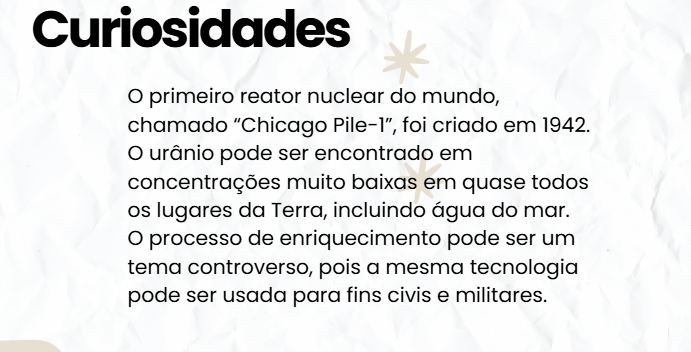 Curiosidades
O primeiro reator nuclear do mundo,
chamado “Chicago Pile-1”, foi criado em 1942.
O urânio pode ser encontrado em
concentrações muito baixas em quase todos
os lugares da Terra, incluindo água do mar.
O processo de enriquecimento pode ser um
tema controverso, pois a mesma tecnologia
pode ser usada para fins civis e militares.